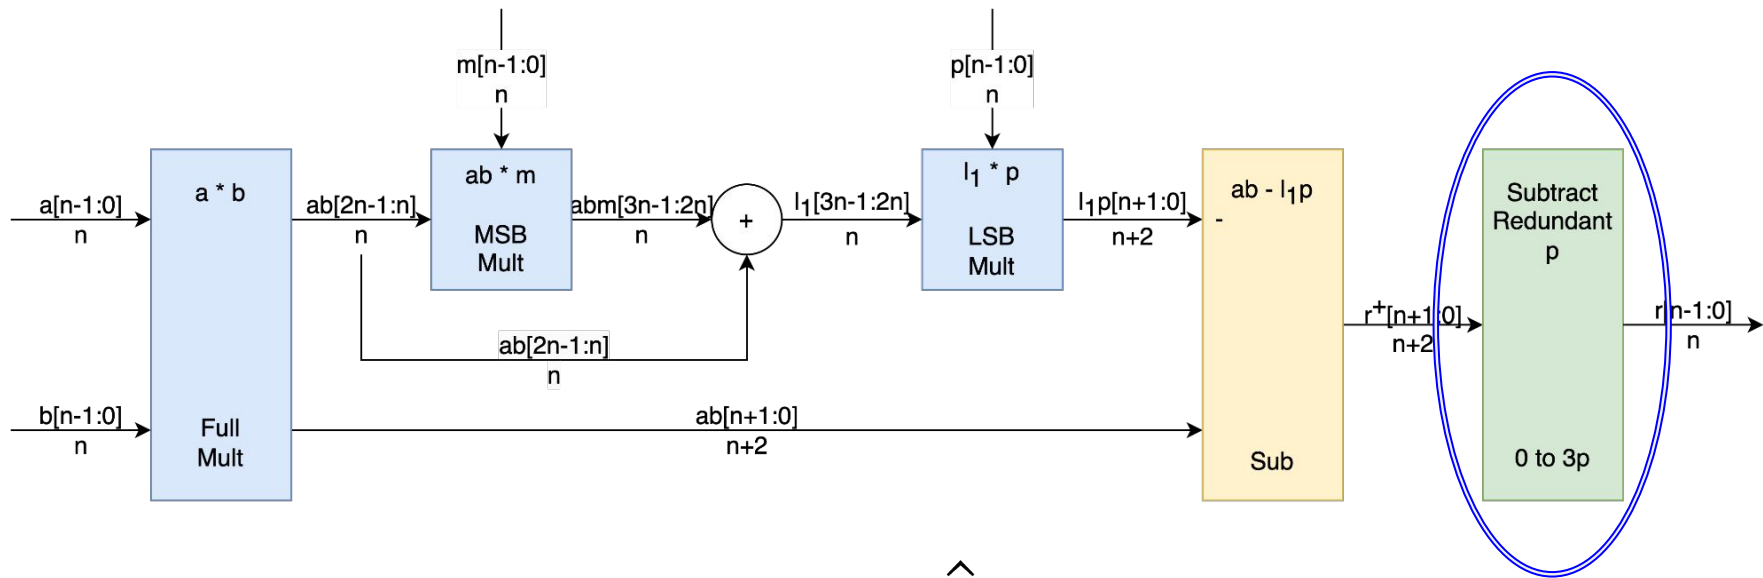 m[n-1:0]
n
p[n-1:0]
n
a[n-1:0]
n
b[n-1:0]
n
a * b
Full
Mult
ab[2n-1:n]
n
ab * m
MSB
Mult
abm[3n-1:2n]
n
+
ab[2n-1:n]
n
l₁[3n-1:2n]
n
l₁ * p
LSB
Mult
l₁p[n+1:0]
n+2
ab[n+1:0]
n+2
-
ab - l₁p
Sub
r⁺[n+1:0]
n+2
Subtract
Redundant
p
0 to 3p
r[n-1:0]
n
^